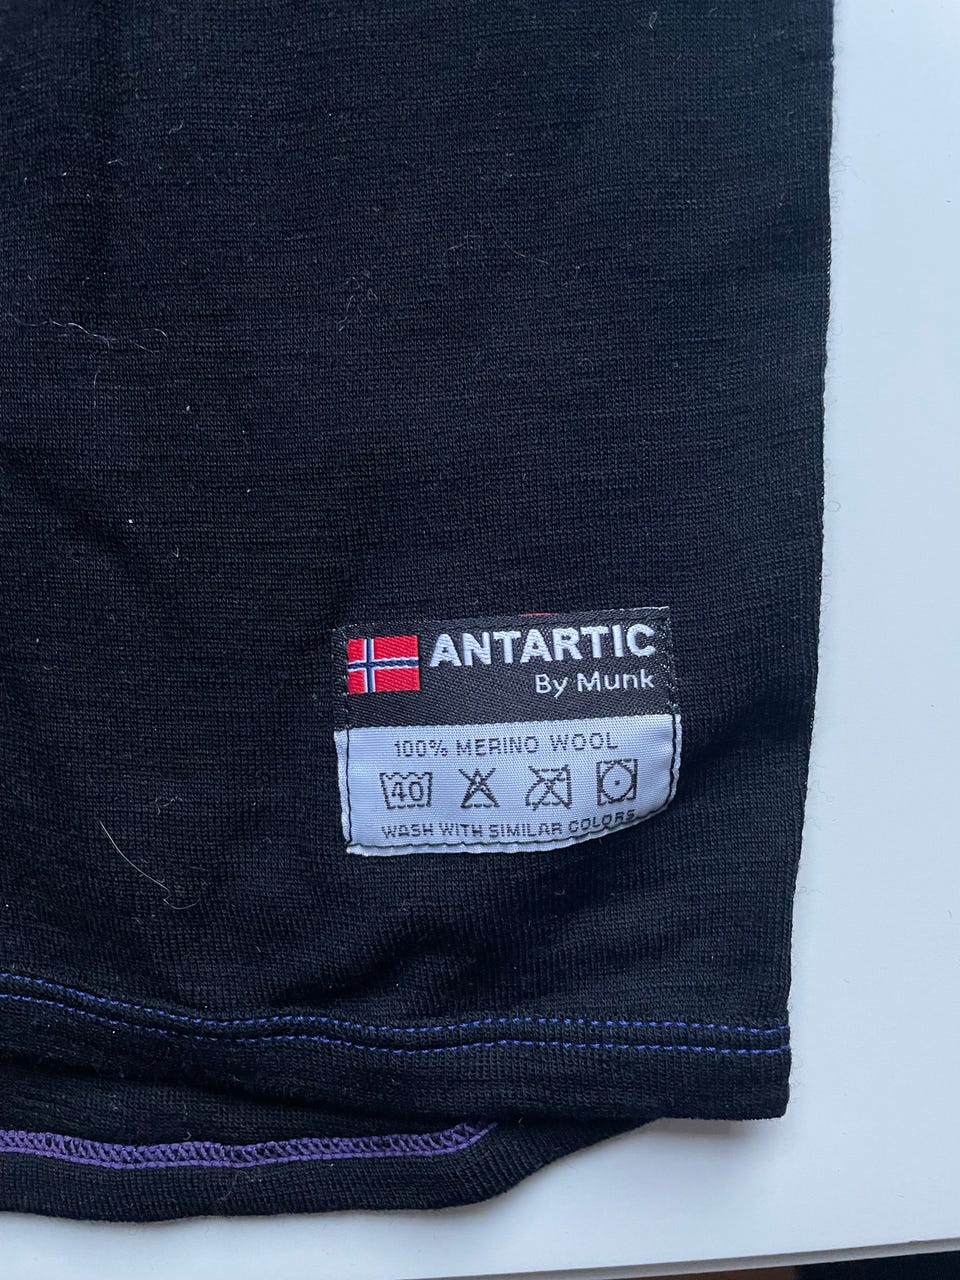 ANTARTIC
By Munk
100% MERINO WOOL
40
WASH WITH SIMILAR COLORS